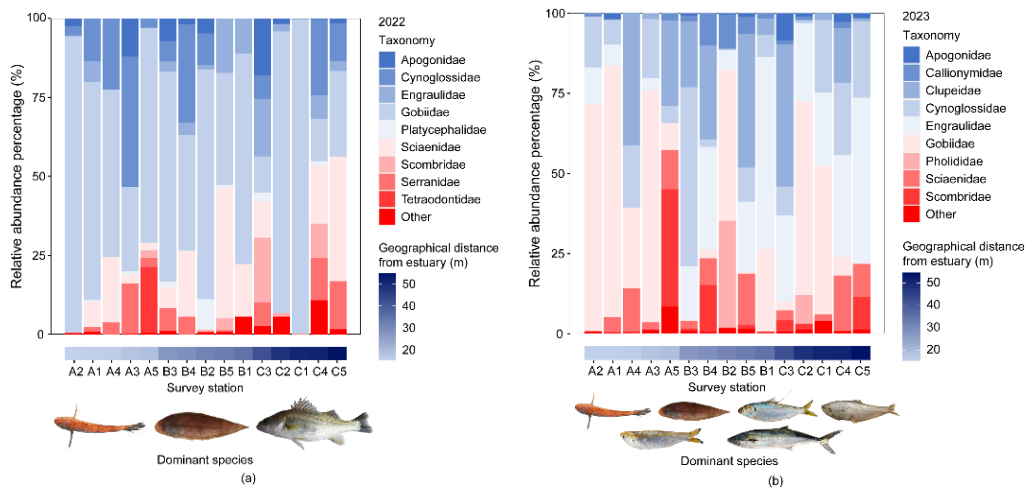 2022
Taxonomy
Apogonidae
Cynoglossidae
Engraulidae
Gobiidae
Platycephalidae
Sciaenidae
Scombridae
Serranidae
Tetraodontidae
Other
Geographical distance
from estuary (m)
50
40
30
20
Relative abundance percentage (%)
100
75
50
25
0
A2 A1 A4 A3 A5 B3 B4 B2 B5 B1 C3 C2 C1 C4 C5
Survey station
Dominant species
(a)
2023
Taxonomy
Apogonidae
Callionymidae
Clupeidae
Cynoglossidae
Engraulidae
Gobiidae
Pholididae
Sciaenidae
Scombridae
Other
Geographical distance
from estuary (m)
50
40
30
20
Relative abundance percentage (%)
100
75
50
25
0
A2 A1 A4 A3 A5 B3 B4 B2 B5 B1 C3 C2 C1 C4 C5
Survey station
Dominant species
(b)